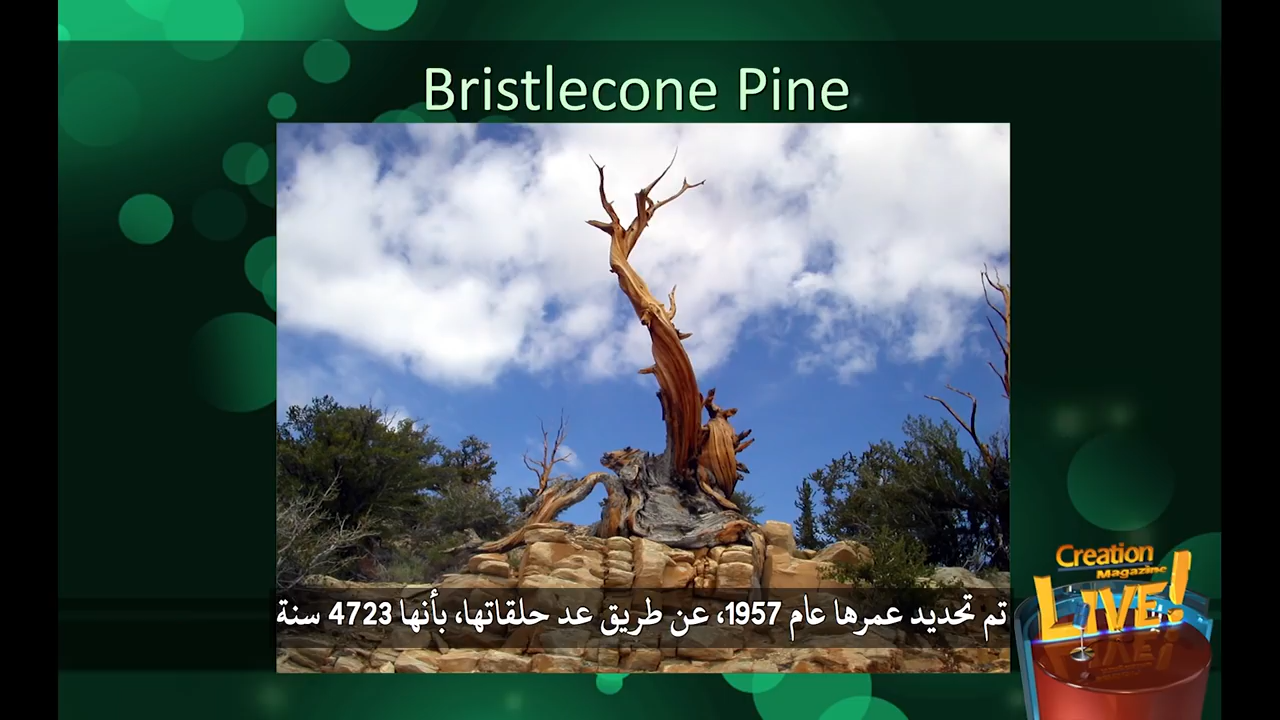 Bristlecone Pine
تم تحديد عمرها عام 1957، عن طريق عد حلقاتها، بأنها 4723 سنة
Creation
Magazine
LIVE!